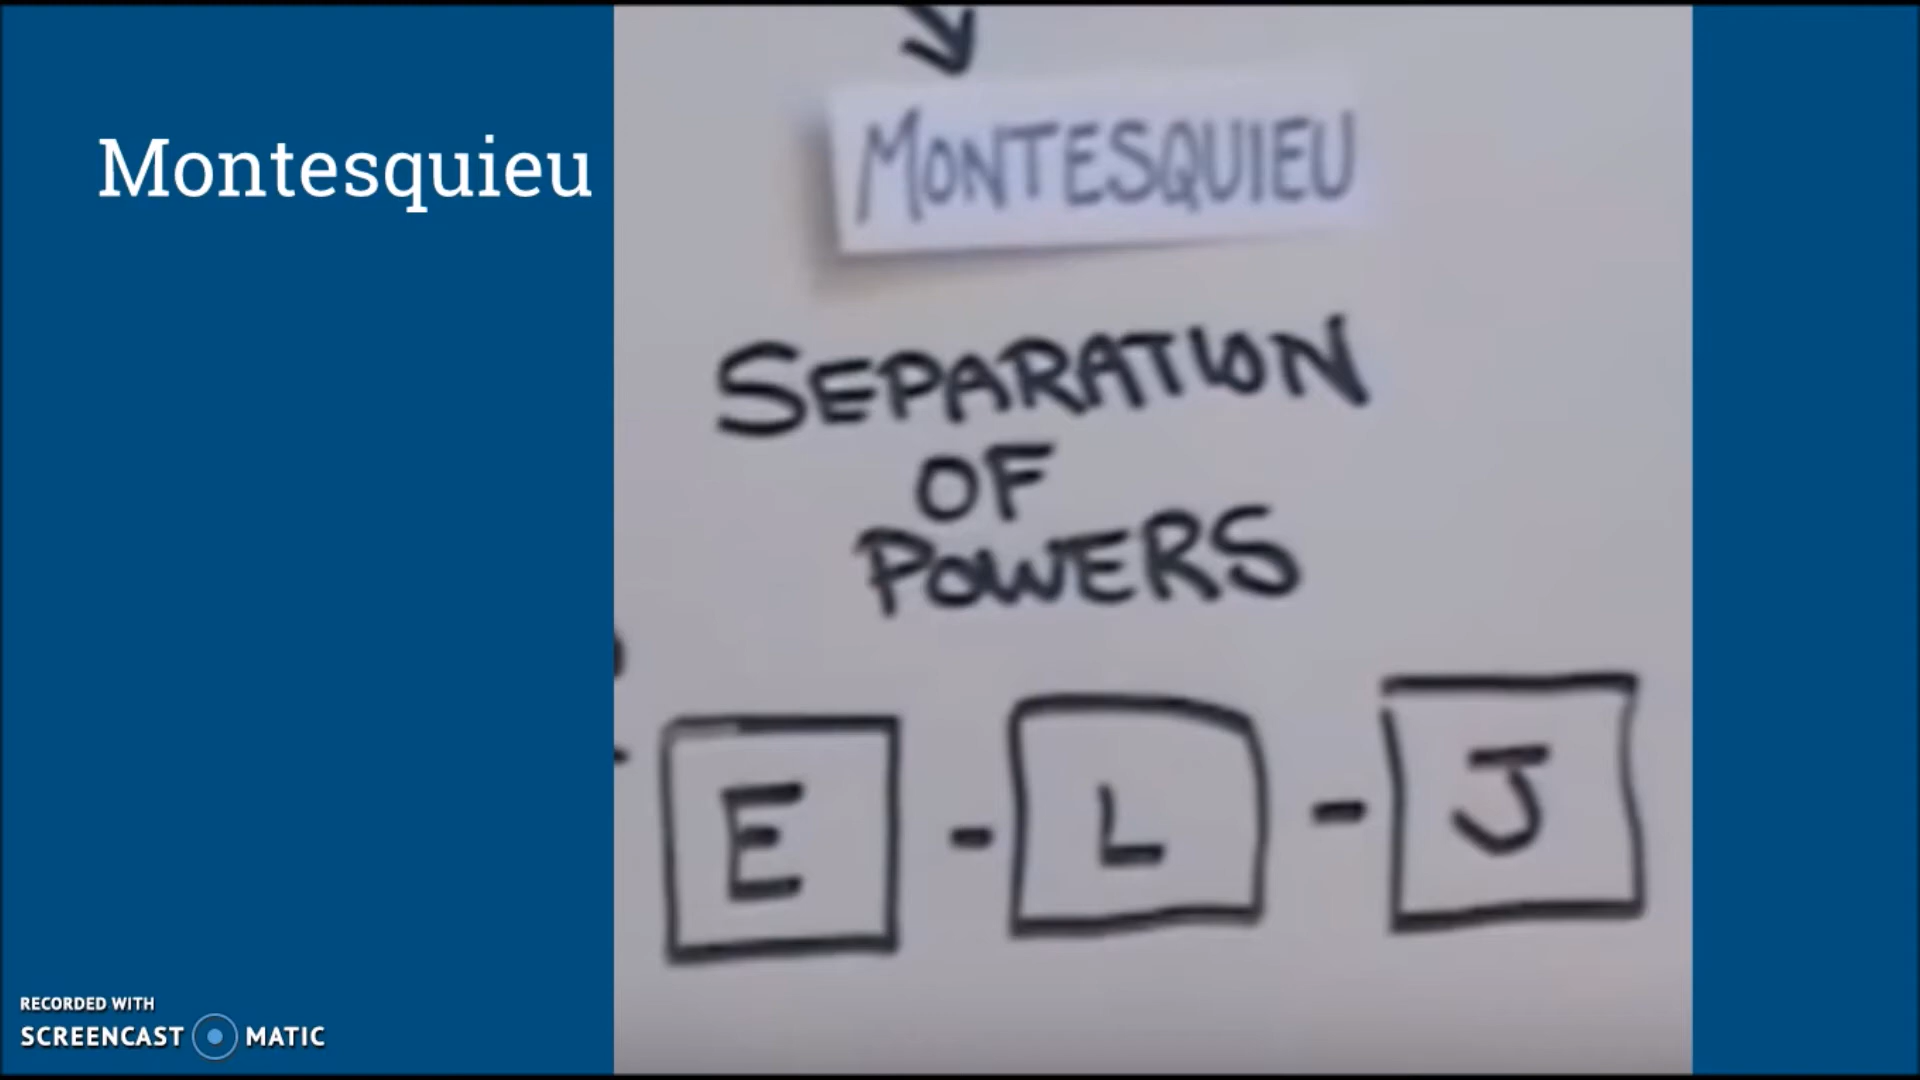 Montesquieu
MONTESQUIEU
SEPARATION
OF
POWERS
E - L - J
RECORDED WITH
SCREENCAST MATIC